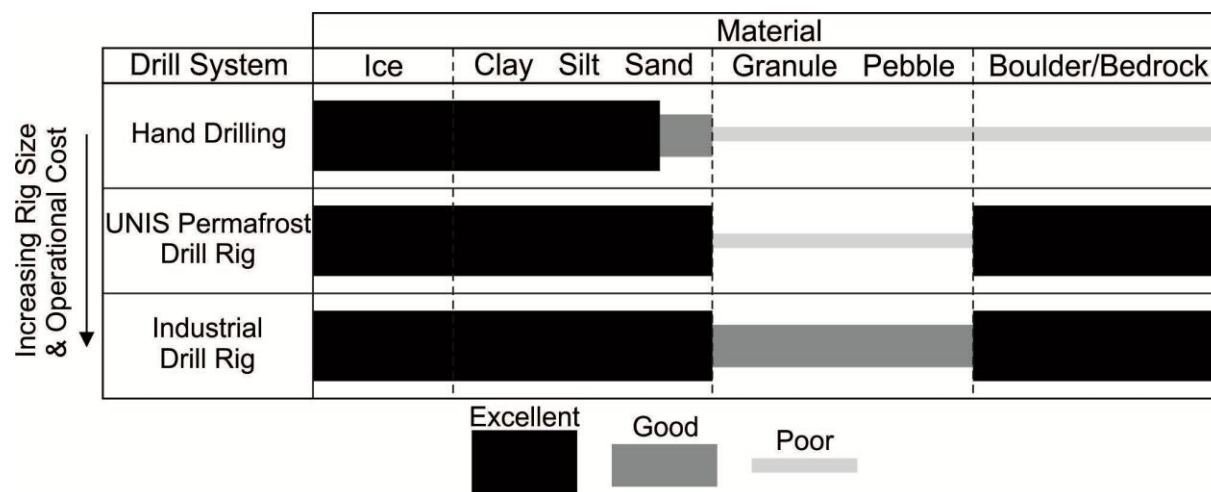 Material
Drill System Ice Clay Silt Sand Granule Pebble Boulder/Bedrock
Increasing Rig Size
& Operational Cost
Hand Drilling
UNIS Permafrost
Drill Rig
Industrial
Drill Rig
Excellent Good Poor